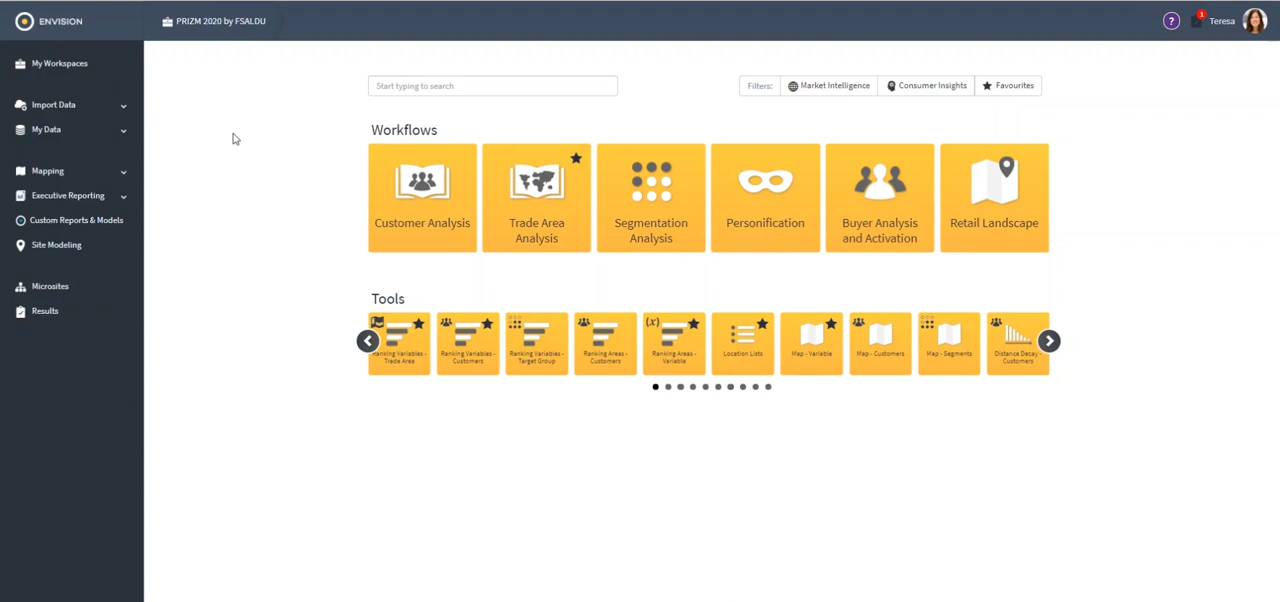 ENVISION
PRIZM 2020 by FSALDU
?
1
Teresa
My Workspaces
Import Data
My Data
Mapping
Executive Reporting
Custom Reports & Models
Site Modeling
Microsites
Results
Start typing to search
Filters:
Market Intelligence
Consumer Insights
Favourites
Workflows
Customer Analysis
Trade Area
Analysis
Segmentation
Analysis
Personification
Buyer Analysis
and Activation
Retail Landscape
Tools
Ranking Variables -
Trade Area
Ranking Variables -
Customers
Ranking Variables -
Target Group
Ranking Areas -
Customers
(x)
Ranking Areas -
Variable
Location Lists
Map - Variable
Map - Customers
Map - Segments
Distance Decay -
Customers